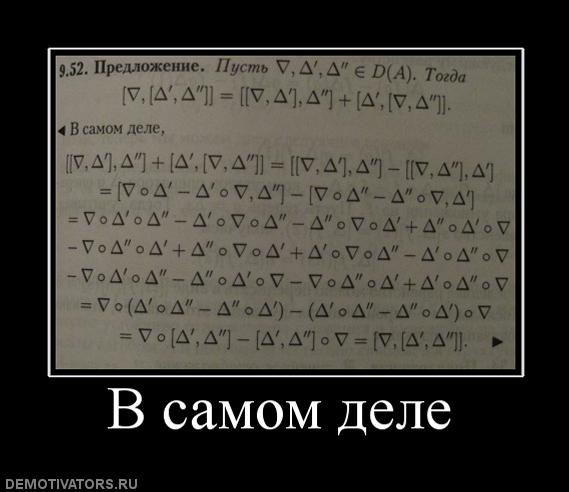 9.52. Предложение. Пусть ∇, Δ′, Δ″ ∈ D(A). Тогда
[∇, [Δ′, Δ″]] = [[∇, Δ′], Δ″] + [Δ′, [∇, Δ″]].
◂ В самом деле,
[[∇, Δ′], Δ″] + [Δ′, [∇, Δ″]] = [[∇, Δ′], Δ″] − [[∇, Δ″], Δ′]
= [∇ ∘ Δ′ − Δ′ ∘ ∇, Δ″] − [∇ ∘ Δ″ − Δ″ ∘ ∇, Δ′]
= ∇ ∘ Δ′ ∘ Δ″ − Δ′ ∘ ∇ ∘ Δ″ − Δ″ ∘ ∇ ∘ Δ′ + Δ″ ∘ Δ′ ∘ ∇
− ∇ ∘ Δ″ ∘ Δ′ + Δ″ ∘ ∇ ∘ Δ′ + Δ′ ∘ ∇ ∘ Δ″ − Δ′ ∘ Δ″ ∘ ∇
− ∇ ∘ Δ′ ∘ Δ″ − Δ″ ∘ Δ′ ∘ ∇ − ∇ ∘ Δ″ ∘ Δ′ + Δ′ ∘ Δ″ ∘ ∇
= ∇ ∘ (Δ′ ∘ Δ″ − Δ″ ∘ Δ′) − (Δ′ ∘ Δ″ − Δ″ ∘ Δ′) ∘ ∇
= ∇ ∘ [Δ′, Δ″] − [Δ′, Δ″] ∘ ∇ = [∇, [Δ′, Δ″]]. ▸
В самом деле
DEMOTIVATORS.RU